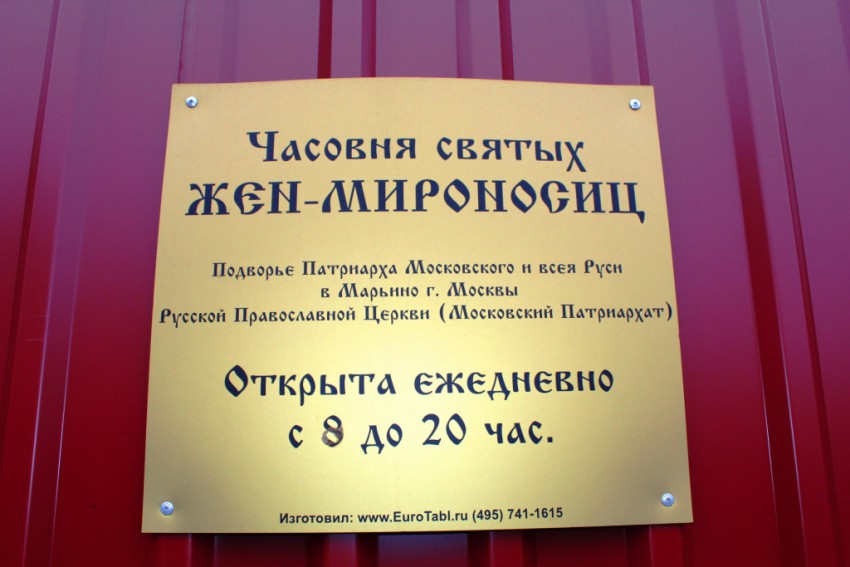 Часовня святых
ЖЕН-МИРОНОСИЦ
Подворье Патриарха Московского и всея Руси
в Марьино г. Москвы
Русской Православной Церкви (Московский Патриархат)
Открыта ежедневно
с 8 до 20 час.
Изготовил: www.EuroTabl.ru (495) 741-1615